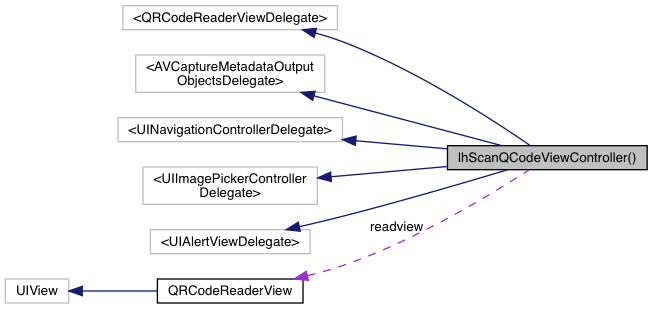 <QRCodeReaderViewDelegate>
<AVCaptureMetadataOutput
ObjectsDelegate>
<UINavigationControllerDelegate>
lhScanQCodeViewController()
<UIImagePickerController
Delegate>
<UIAlertViewDelegate>
readview
UIView
QRCodeReaderView